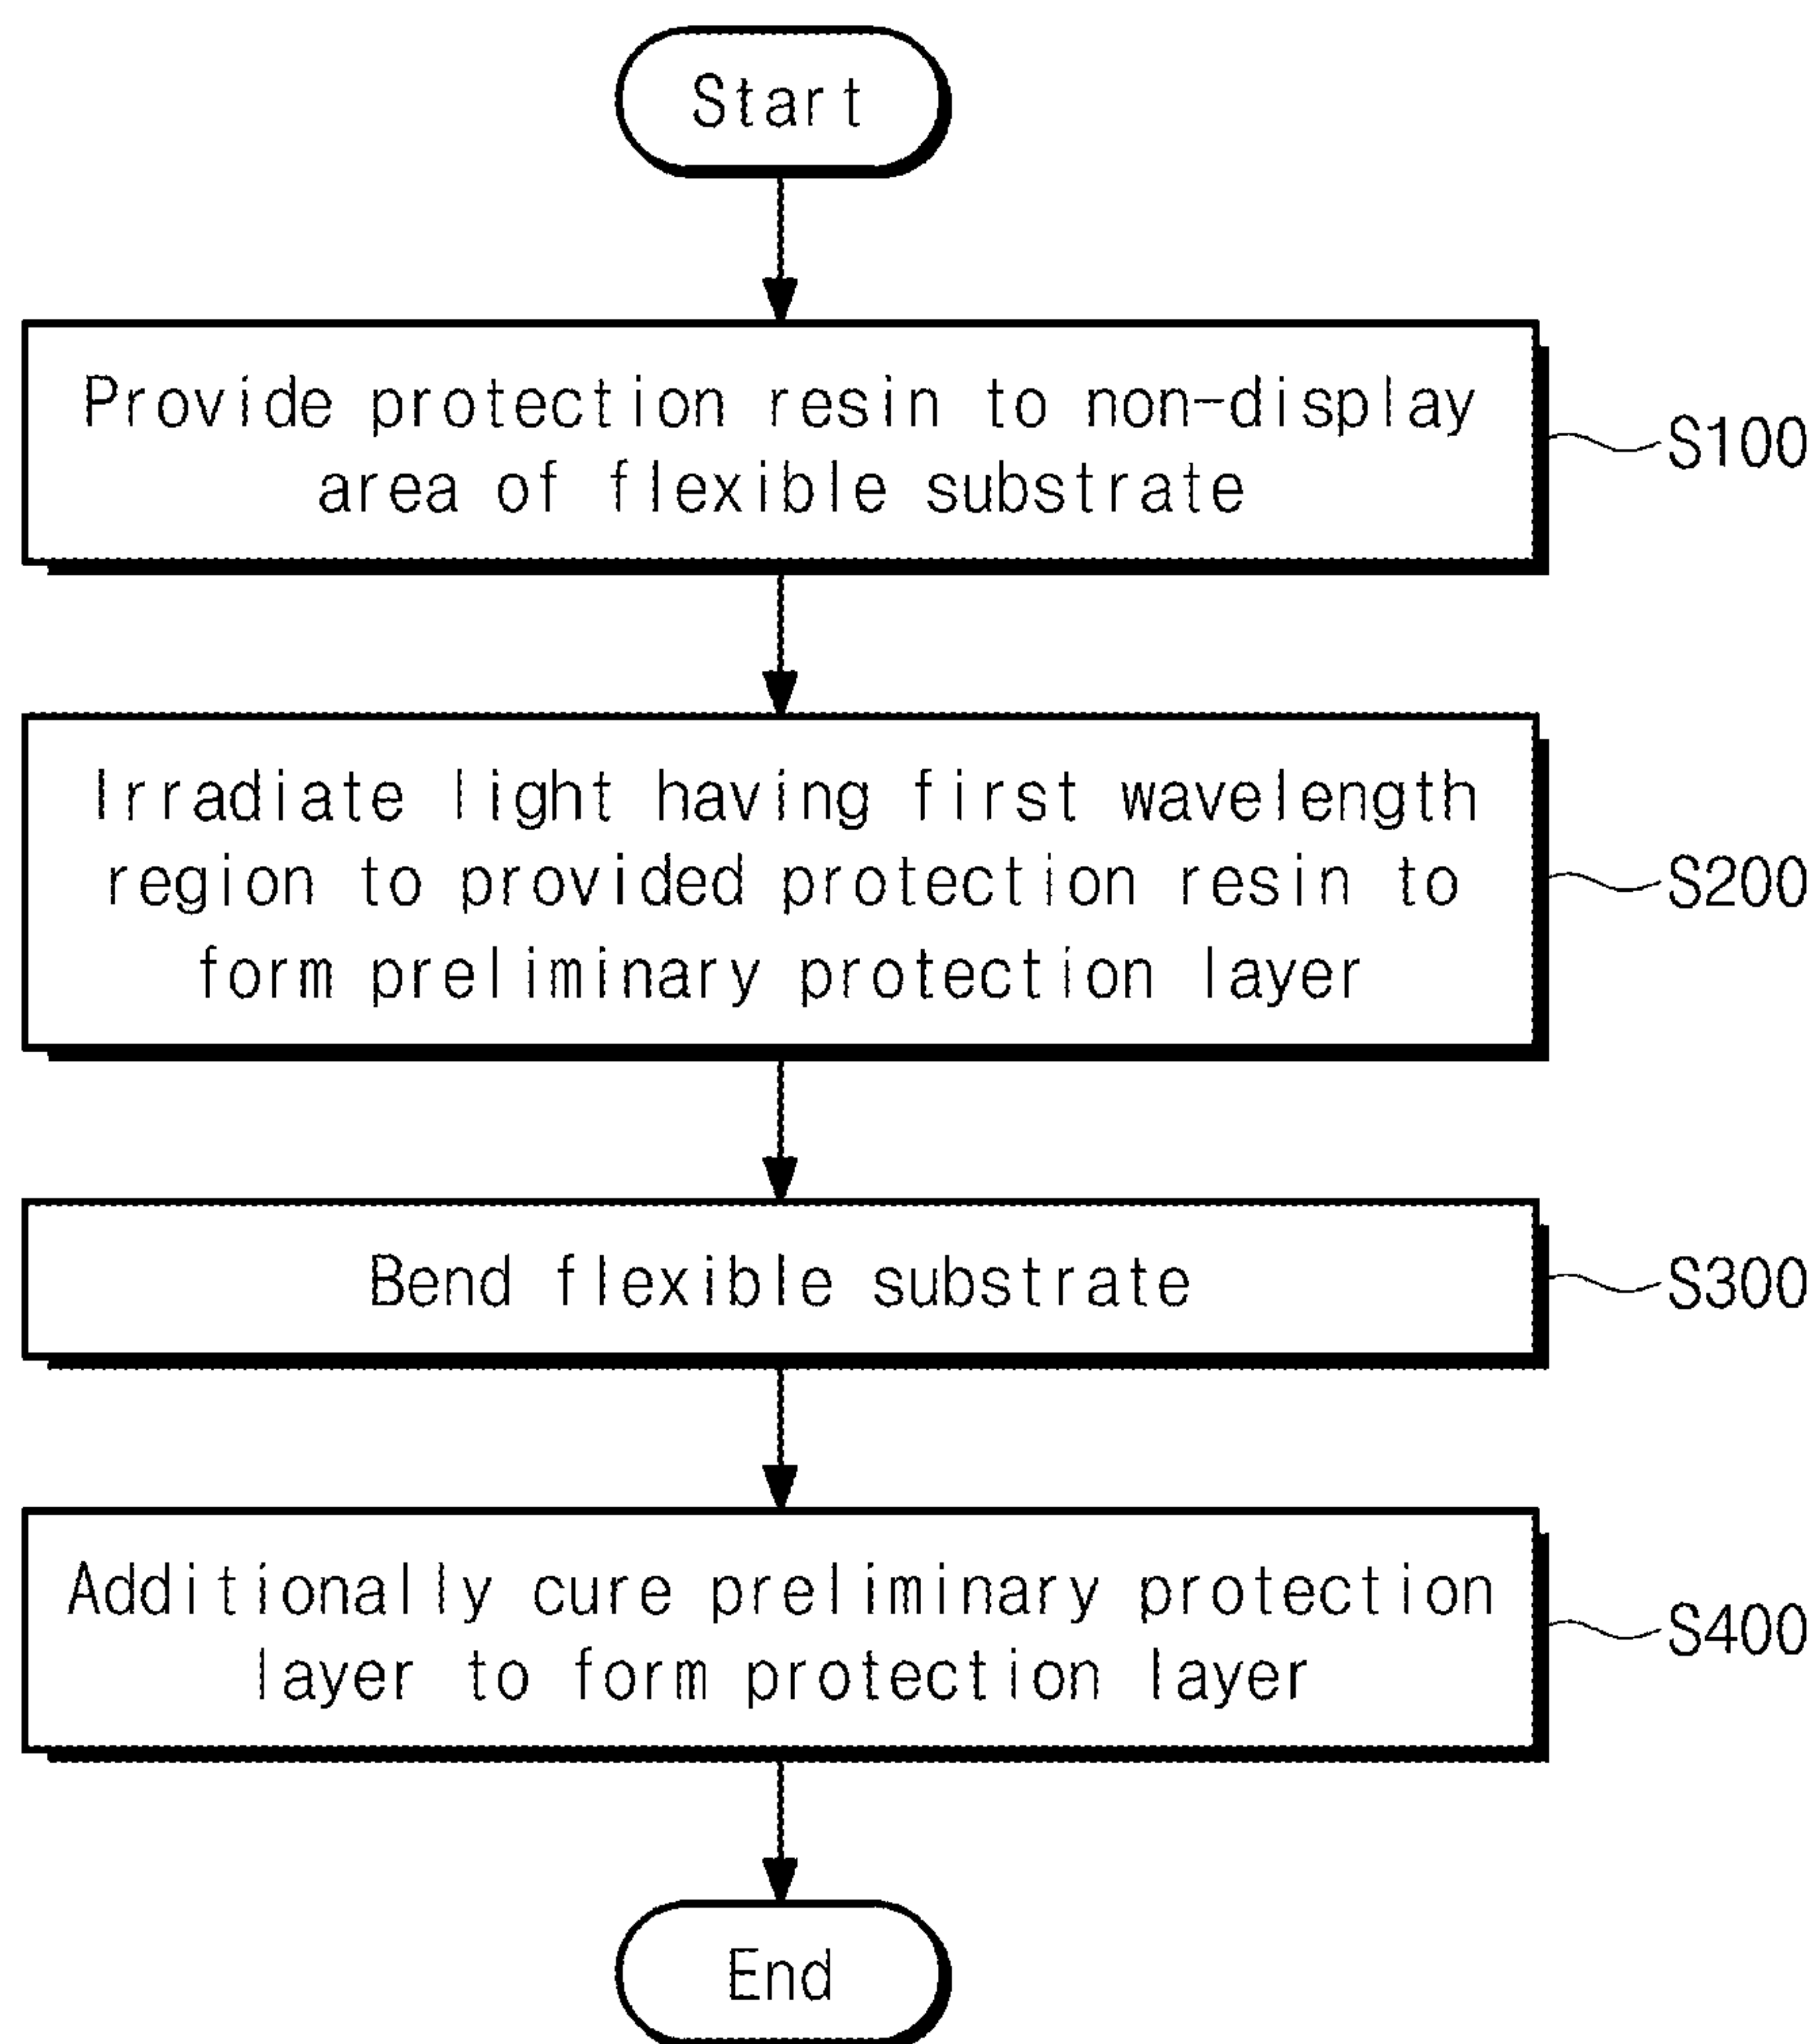 Start
Provide protection resin to non-display
area of flexible substrate
S100
Irradiate light having first wavelength
region to provided protection resin to
form preliminary protection layer
S200
Bend flexible substrate
S300
Additionally cure preliminary protection
layer to form protection layer
S400
End